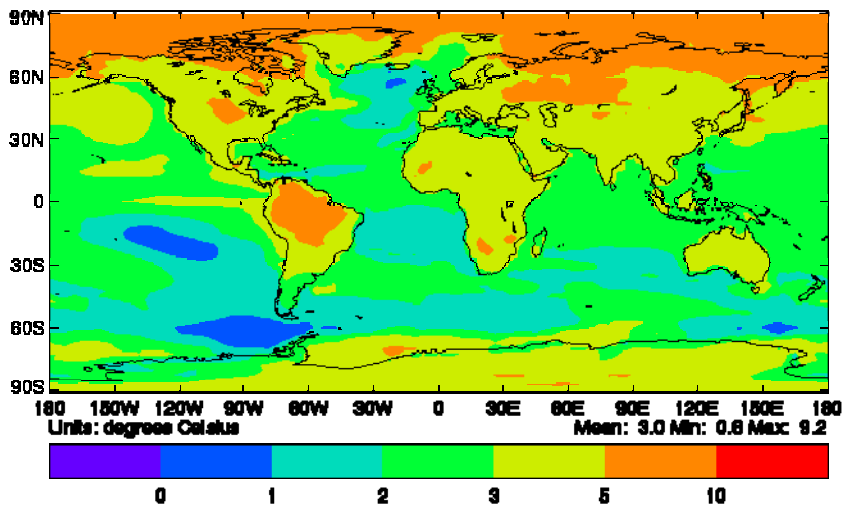 90N
60N
30N
0
30S
60S
90S
180 150W 120W 90W 60W 30W 0 30E 60E 90E 120E 150E 180
Units: degrees Celsius Mean: 3.0 Min: 0.6 Max: 9.2
0 1 2 3 5 10